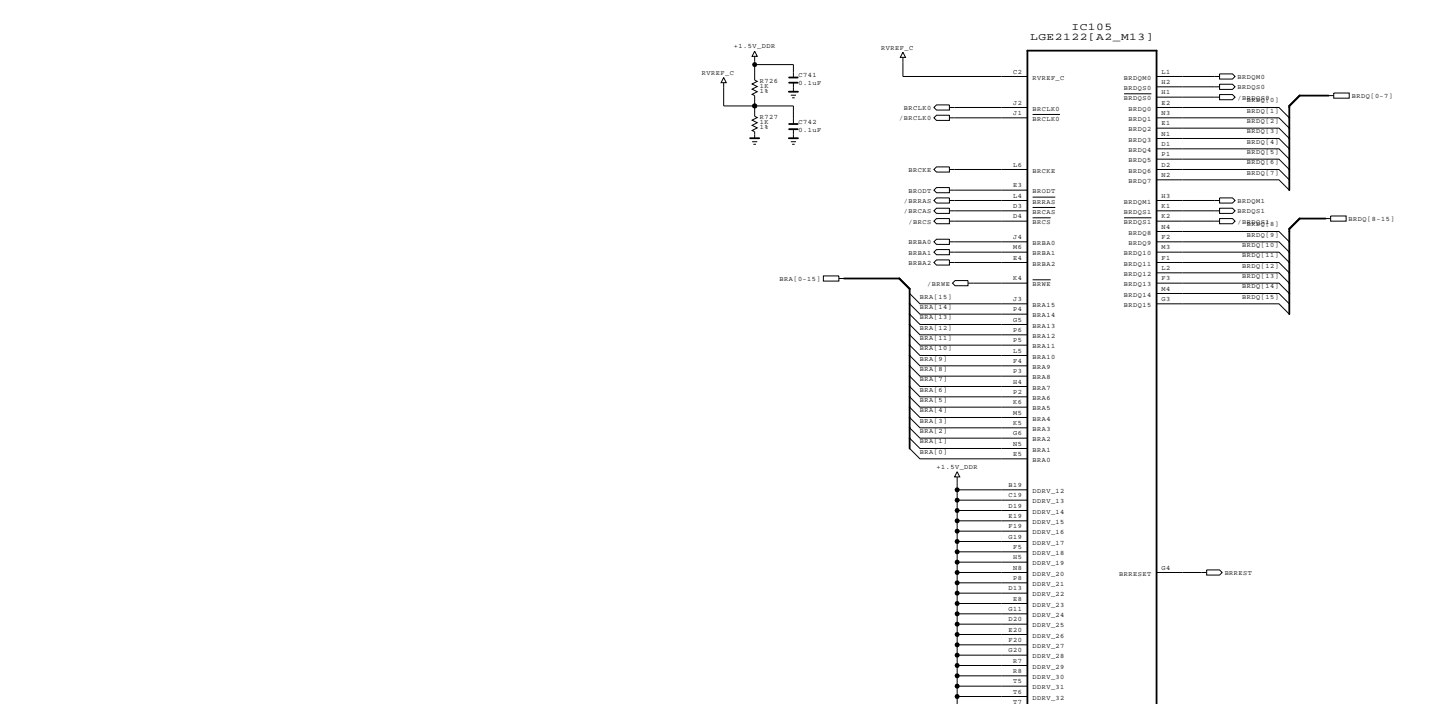 IC105
LGE2122[A2_M13]
+1.5V_DDR
RVREF_C
R726
1K
1%
C741
0.1uF
R727
1K
1%
C742
0.1uF
RVREF_C
C2
RVREF_C
BRCLK0
J2
BRCLK0
/BRCLK0
J1
BRCLK0
BRCKE
L6
BRCKE
BRODT
E3
BRODT
/BRRAS
L4
BRRAS
/BRCAS
D3
BRCAS
/BRCS
D4
BRCS
BRBA0
J4
BRBA0
BRBA1
M6
BRBA1
BRBA2
E4
BRBA2
/BRWE
K4
BRWE
BRA[0-15]
BRA[15]
J3
BRA15
BRA[14]
P4
BRA14
BRA[13]
G5
BRA13
BRA[12]
P6
BRA12
BRA[11]
P5
BRA11
BRA[10]
L5
BRA10
BRA[9]
F4
BRA9
BRA[8]
P3
BRA8
BRA[7]
H4
BRA7
BRA[6]
P2
BRA6
BRA[5]
K6
BRA5
BRA[4]
M5
BRA4
BRA[3]
K5
BRA3
BRA[2]
G6
BRA2
BRA[1]
N5
BRA1
BRA[0]
E5
BRA0
+1.5V_DDR
B19
DDRV_12
C19
DDRV_13
D19
DDRV_14
E19
DDRV_15
F19
DDRV_16
G19
DDRV_17
F5
DDRV_18
H5
DDRV_19
N8
DDRV_20
P8
DDRV_21
D13
DDRV_22
E8
DDRV_23
G11
DDRV_24
D20
DDRV_25
E20
DDRV_26
F20
DDRV_27
G20
DDRV_28
R7
DDRV_29
R8
DDRV_30
T5
DDRV_31
T6
DDRV_32
T7
BRDQM0
L1
BRDQM0
BRDQS0
H2
BRDQS0
BRDQS0
H1
/BRDQS0
BRDQ0
E2
BRDQ[0]
BRDQ1
N3
BRDQ[1]
BRDQ2
E1
BRDQ[2]
BRDQ3
N1
BRDQ[3]
BRDQ4
D1
BRDQ[4]
BRDQ5
P1
BRDQ[5]
BRDQ6
D2
BRDQ[6]
BRDQ7
N2
BRDQ[7]
BRDQ[0-7]
BRDQM1
H3
BRDQM1
BRDQS1
K1
BRDQS1
BRDQS1
K2
/BRDQS1
BRDQ8
N4
BRDQ[8]
BRDQ9
F2
BRDQ[9]
BRDQ10
M3
BRDQ[10]
BRDQ11
F1
BRDQ[11]
BRDQ12
L2
BRDQ[12]
BRDQ13
F3
BRDQ[13]
BRDQ14
M4
BRDQ[14]
BRDQ15
G3
BRDQ[15]
BRDQ[8-15]
BRRESET
G4
BRREST